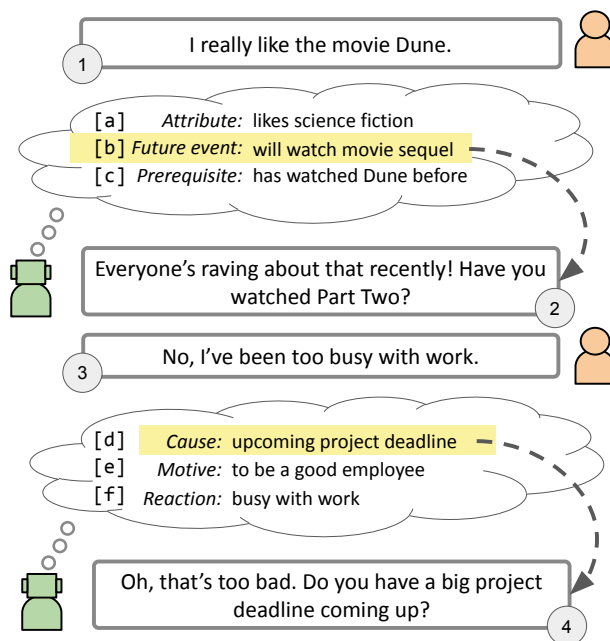 I really like the movie Dune.
1
[a] Attribute: likes science fiction
[b] Future event: will watch movie sequel
[c] Prerequisite: has watched Dune before
Everyone's raving about that recently! Have you
watched Part Two?
2
No, I've been too busy with work.
3
[d] Cause: upcoming project deadline
[e] Motive: to be a good employee
[f] Reaction: busy with work
Oh, that's too bad. Do you have a big project
deadline coming up?
4